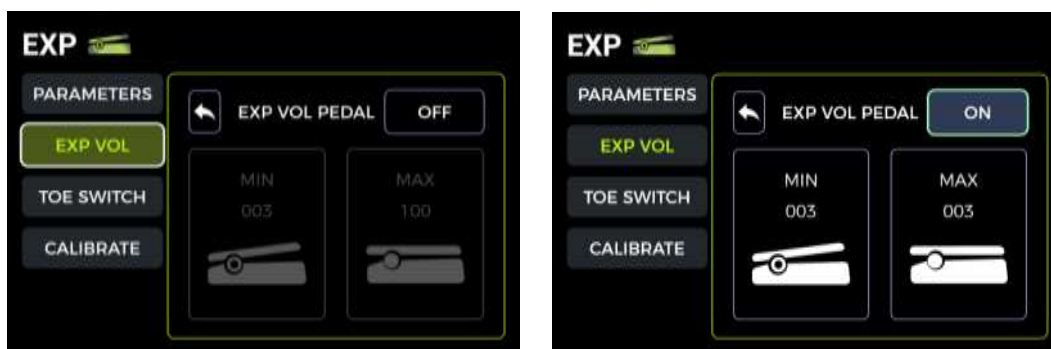 EXP
PARAMETERS
EXP VOL
TOE SWITCH
CALIBRATE
EXP VOL PEDAL OFF
MIN MAX
003 100
EXP
PARAMETERS
EXP VOL
TOE SWITCH
CALIBRATE
EXP VOL PEDAL ON
MIN MAX
003 003